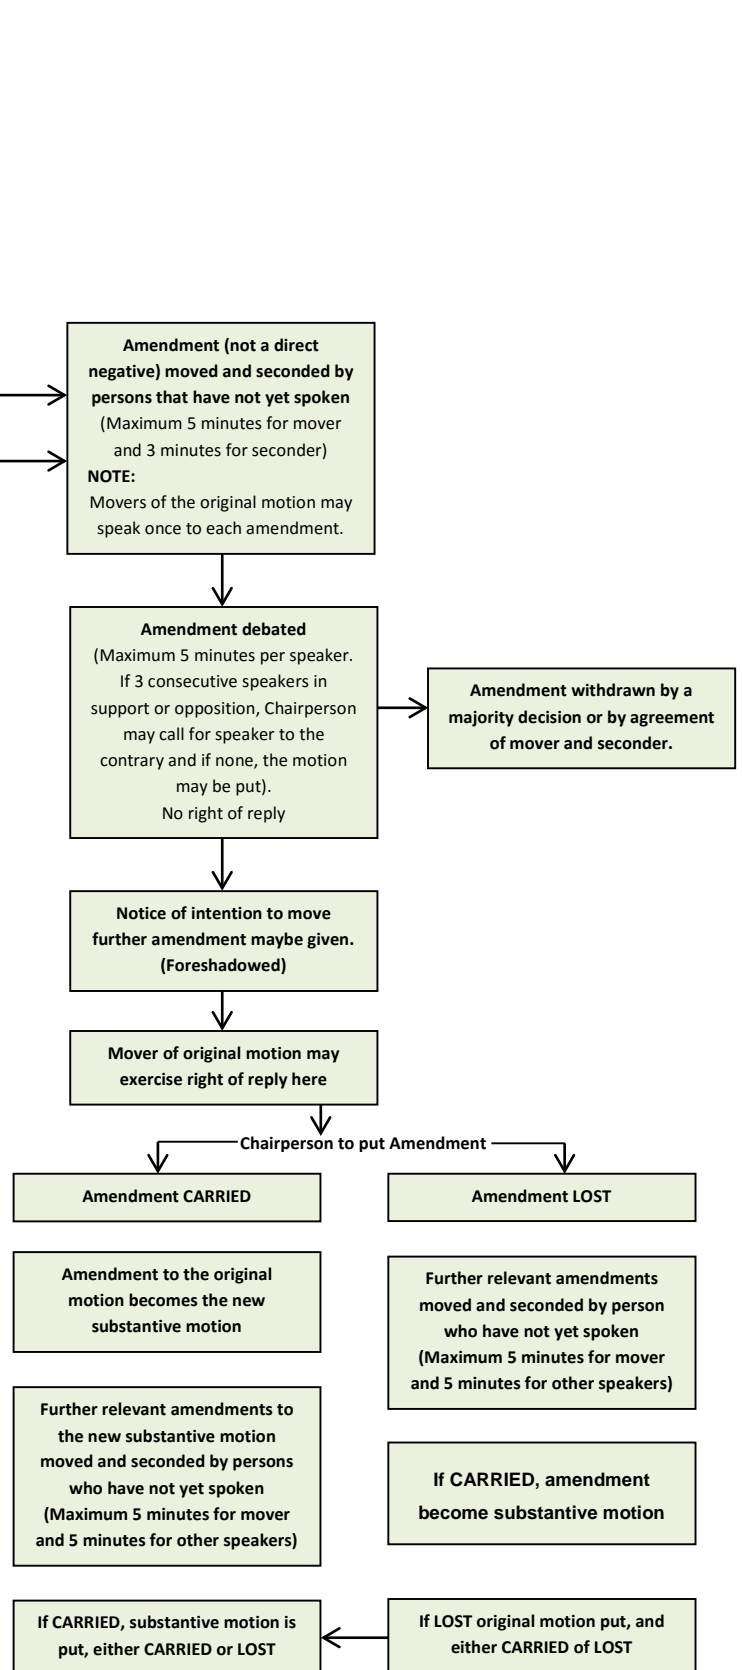 Amendment (not a direct
negative) moved and seconded by
persons that have not yet spoken
(Maximum 5 minutes for mover
and 3 minutes for seconder)
NOTE:
Movers of the original motion may
speak once to each amendment.
Amendment debated
(Maximum 5 minutes per speaker.
If 3 consecutive speakers in
support or opposition, Chairperson
may call for speaker to the
contrary and if none, the motion
may be put).
No right of reply
Amendment withdrawn by a
majority decision or by agreement
of mover and seconder.
Notice of intention to move
further amendment maybe given.
(Foreshadowed)
Mover of original motion may
exercise right of reply here
Chairperson to put Amendment
Amendment CARRIED
Amendment to the original
motion becomes the new
substantive motion
Further relevant amendments to
the new substantive motion
moved and seconded by persons
who have not yet spoken
(Maximum 5 minutes for mover
and 5 minutes for other speakers)
If CARRIED, substantive motion is
put, either CARRIED or LOST
Amendment LOST
Further relevant amendments
moved and seconded by person
who have not yet spoken
(Maximum 5 minutes for mover
and 5 minutes for other speakers)
If CARRIED, amendment
become substantive motion
If LOST original motion put, and
either CARRIED of LOST